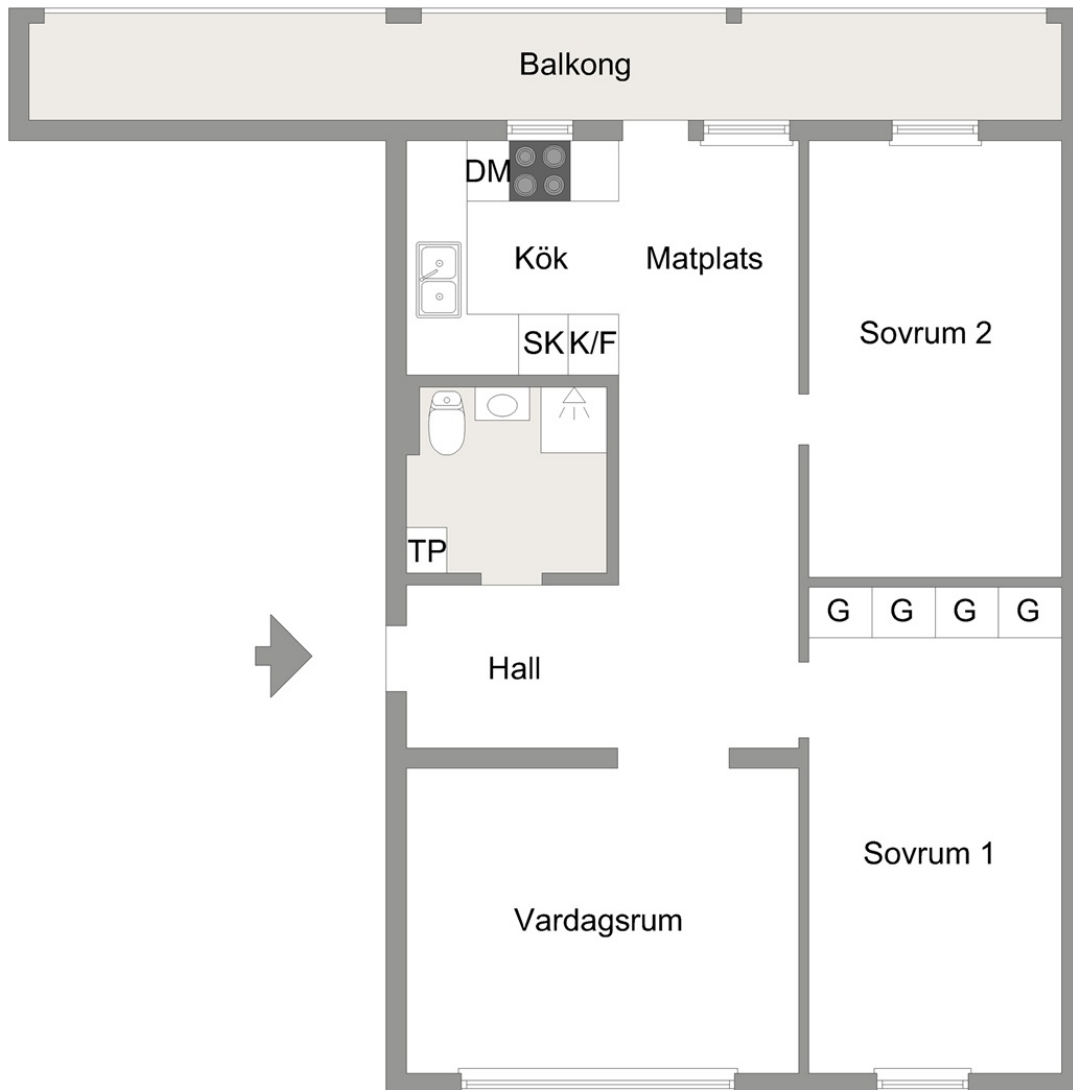 Balkong
DM
Kök
Matplats
SK K/F
Sovrum 2
TP
G G G G
Hall
Sovrum 1
Vardagsrum